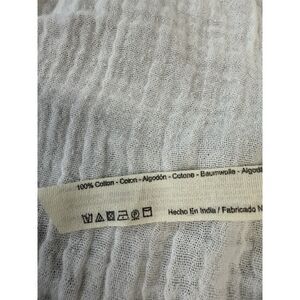 100% Cotton - Coton - Algodón - Cotone - Baumwolle - Algodã
Hecho En India / Fabricado N